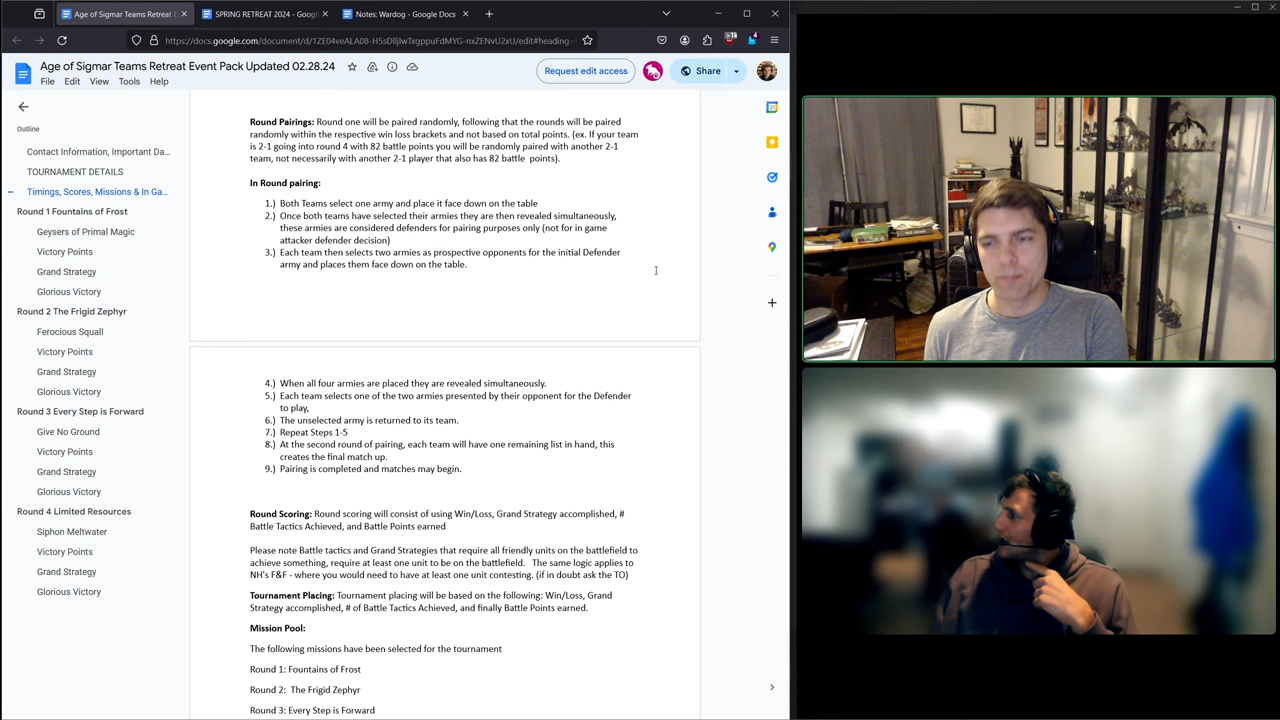 Age of Sigmar Teams Retreat E
SPRING RETREAT 2024 - Googl
Notes: Wardog - Google Docs
https://docs.google.com/document/d/
Age of Sigmar Teams Retreat Event Pack Updated 02.28.24
File Edit View Tools Help
Request edit access
Share
Outline
Contact Information, Important Da...
TOURNAMENT DETAILS
Timings, Scores, Missions & In Ga...
Round 1 Fountains of Frost
Geysers of Primal Magic
Victory Points
Grand Strategy
Glorious Victory
Round 2 The Frigid Zephyr
Ferocious Squall
Victory Points
Grand Strategy
Glorious Victory
Round 3 Every Step is Forward
Give No Ground
Victory Points
Grand Strategy
Glorious Victory
Round 4 Limited Resources
Siphon Meltwater
Victory Points
Grand Strategy
Glorious Victory
Round Pairings: Round one will be paired randomly, following that the rounds will be paired
randomly within the respective win loss brackets and not based on total points. (ex. If your team
is 2-1 going into round 4 with 82 battle points you will be randomly paired with another 2-1
team, not necessarily with another 2-1 player that also has 82 battle points).
In Round pairing:
1.) Both Teams select one army and place it face down on the table
2.) Once both teams have selected their armies they are then revealed simultaneously,
these armies are considered defenders for pairing purposes only (not for in game
attacker defender decision)
3.) Each team then selects two armies as prospective opponents for the initial Defender
army and places them face down on the table.
4.) When all four armies are placed they are revealed simultaneously.
5.) Each team selects one of the two armies presented by their opponent for the Defender
to play,
6.) The unselected army is returned to its team.
7.) Repeat Steps 1-5
8.) At the second round of pairing, each team will have one remaining list in hand, this
creates the final match up.
9.) Pairing is completed and matches may begin.
Round Scoring: Round scoring will consist of using Win/Loss, Grand Strategy accomplished, #
Battle Tactics Achieved, and Battle Points earned
Please note Battle tactics and Grand Strategies that require all friendly units on the battlefield to
achieve something, require at least one unit to be on the battlefield. The same logic applies to
NH's F&F - where you would need to have at least one unit contesting. (if in doubt ask the TO)
Tournament Placing: Tournament placing will be based on the following: Win/Loss, Grand
Strategy accomplished, # of Battle Tactics Achieved, and finally Battle Points earned.
Mission Pool:
The following missions have been selected for the tournament
Round 1: Fountains of Frost
Round 2: The Frigid Zephyr
Round 3: Every Step is Forward